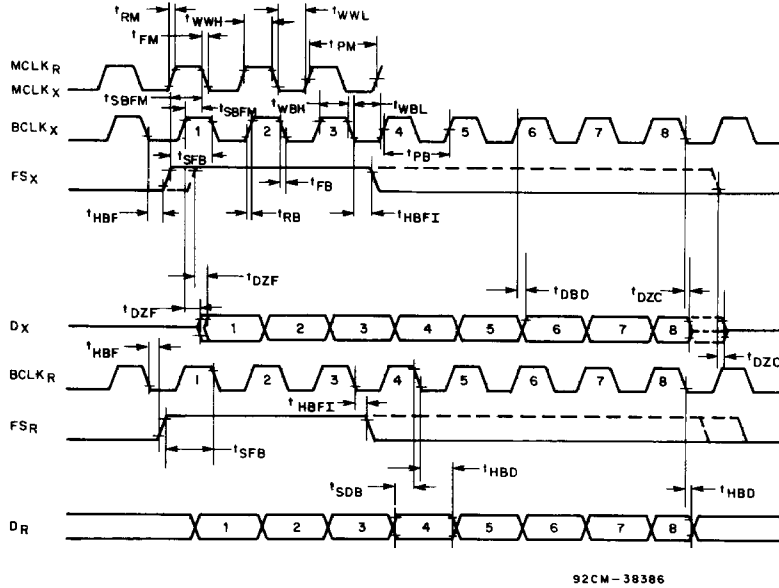 tRM
tWWH
tWWL
tFM
tPM
MCLKR
MCLKX
tSBFM
tSBFM
tWBH
tWBL
BCLKX
1 2 3 4 5 6 7 8
tSFB
tPB
FSX
tHBF
tRB
tFB
tHBFI
tDZF
tDBD
tDZC
tDZF
DX
1 2 3 4 5 6 7 8
tHBF
tDZC
BCLKR
1 2 3 4 5 6 7 8
tHBFI
FSR
tSFB
tSDB
tHBD
tHBD
DR
1 2 3 4 5 6 7 8
92CM-38386